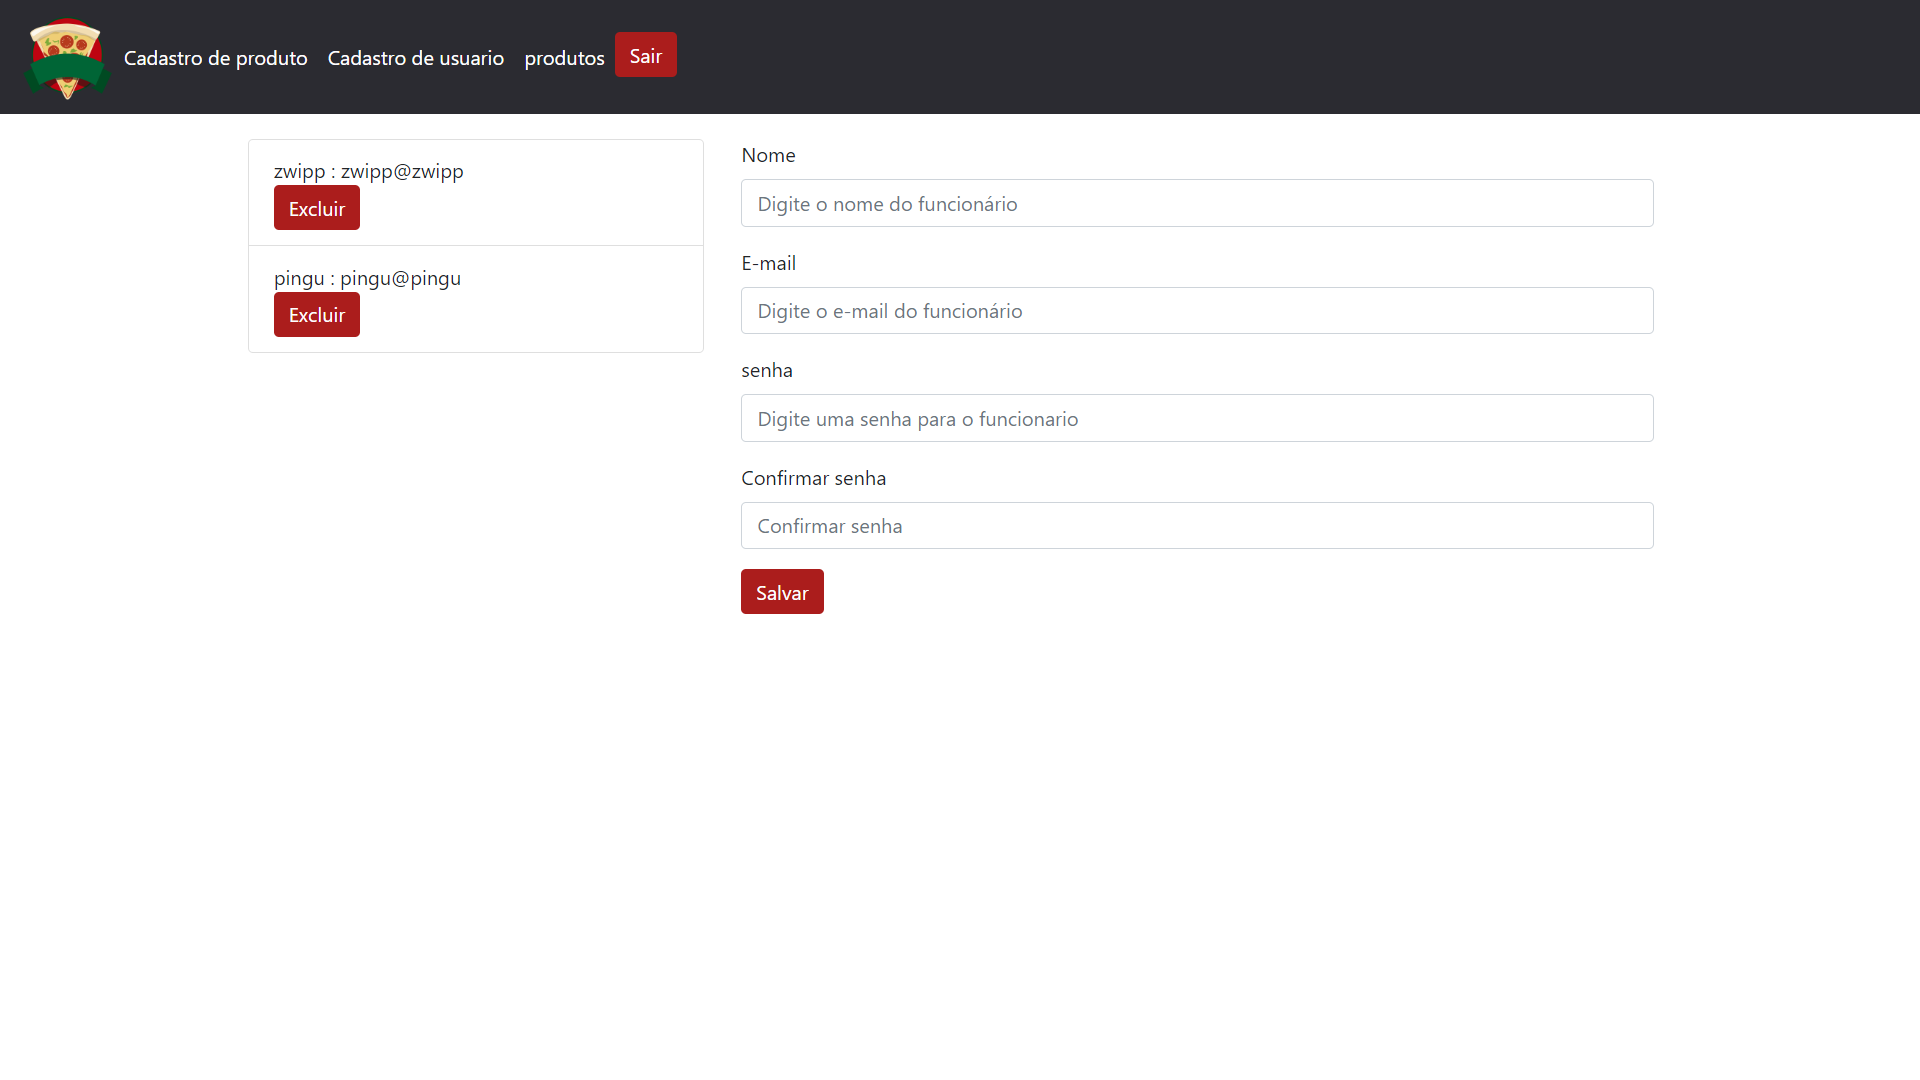 Cadastro de produto Cadastro de usuario produtos Sair
zwipp : zwipp@zwipp
Excluir
pingu : pingu@pingu
Excluir
Nome
Digite o nome do funcionário
E-mail
Digite o e-mail do funcionário
senha
Digite uma senha para o funcionario
Confirmar senha
Confirmar senha
Salvar